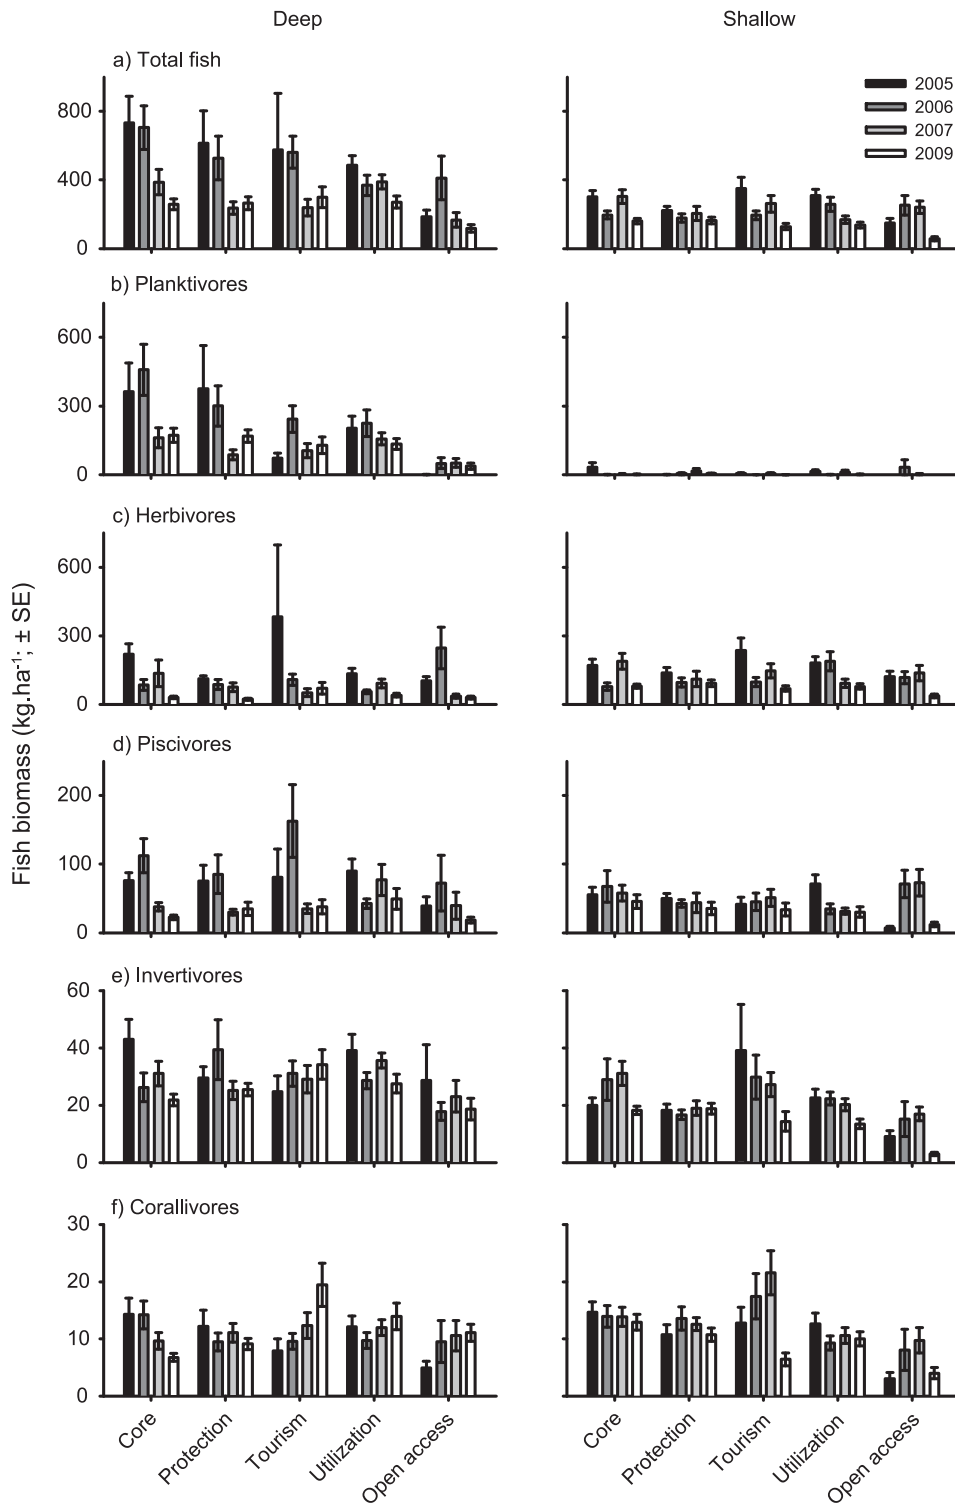 Deep
Shallow
a) Total fish
2005
2006
2007
2009
800
400
0
b) Planktivores
600
300
0
c) Herbivores
600
300
0
Fish biomass (kg.ha⁻¹; ± SE)
d) Piscivores
200
100
0
e) Invertivores
60
40
20
0
f) Corallivores
30
20
10
0
Core
Protection
Tourism
Utilization
Open access
Core
Protection
Tourism
Utilization
Open access